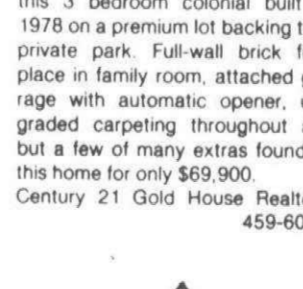 this 3 bedroom colonial built
1978 on a premium lot backing t
private park. Full-wall brick fi
place in family room, attached g
rage with automatic opener, u
graded carpeting throughout a
but a few of many extras found
this home for only $69,900.
Century 21 Gold House Realt
459-60